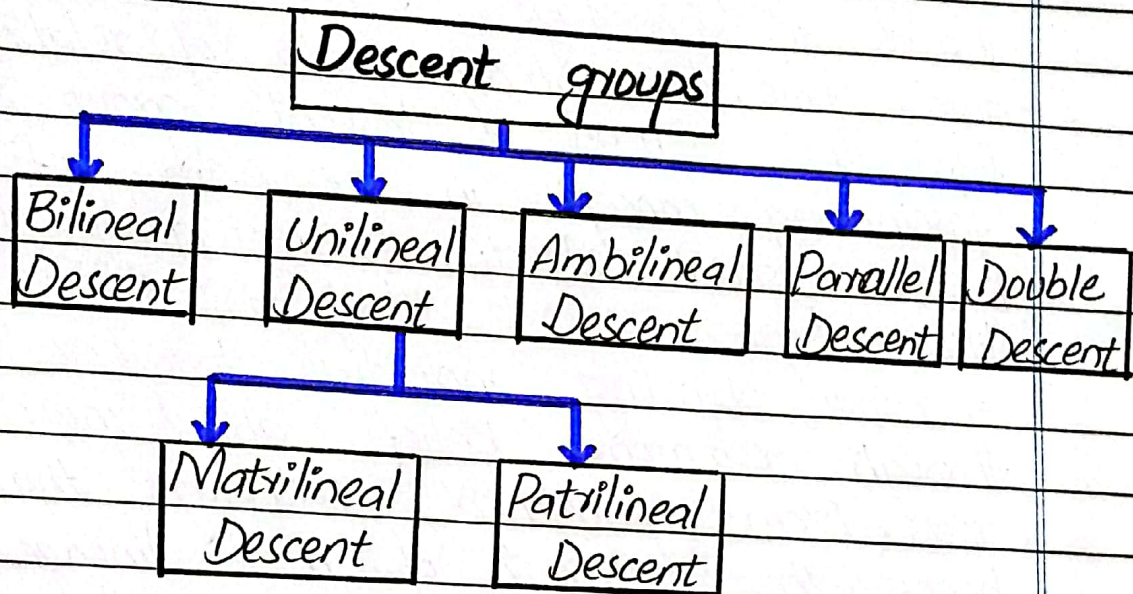 Descent groups
Bilineal
Descent
Unilineal
Descent
Ambilineal
Descent
Parallel
Descent
Double
Descent
Matrilineal
Descent
Patrilineal
Descent